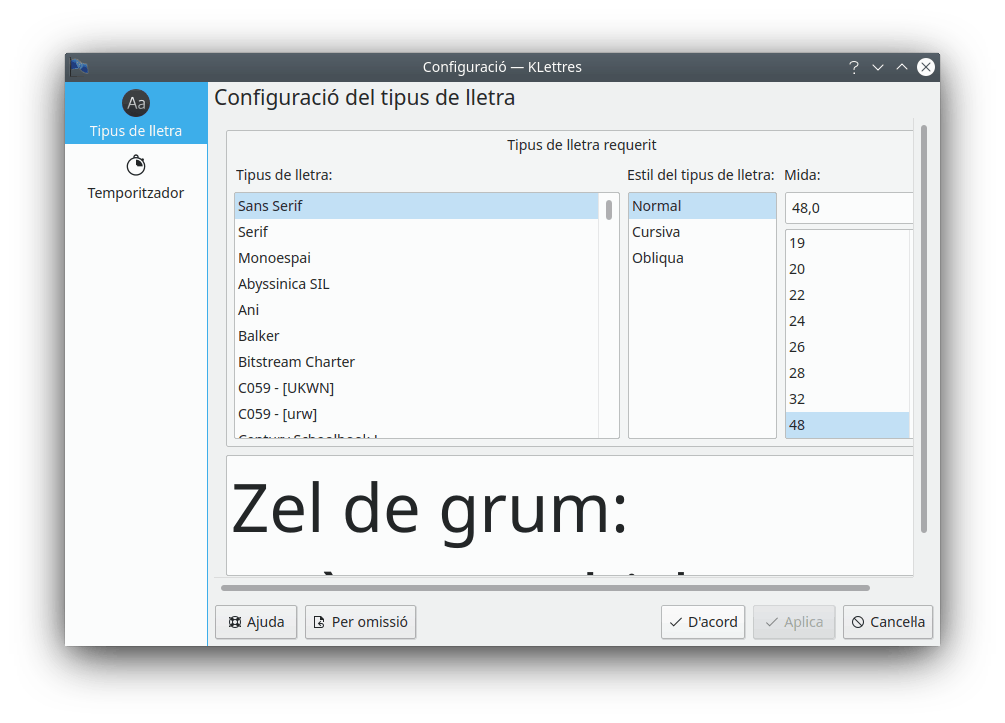 Configuració — KLettres
Aa
Tipus de lletra
Temporitzador
Configuració del tipus de lletra
Tipus de lletra requerit
Tipus de lletra:
Estil del tipus de lletra:
Mida:
Sans Serif
Serif
Monoespai
Abyssinica SIL
Ani
Balker
Bitstream Charter
C059 - [UKWN]
C059 - [urw]
Century Schoolbook L
Normal
Cursiva
Obliqua
48,0
19
20
22
24
26
28
32
48
Zel de grum:
Ajuda
Per omissió
D'acord
Aplica
Cancel·la